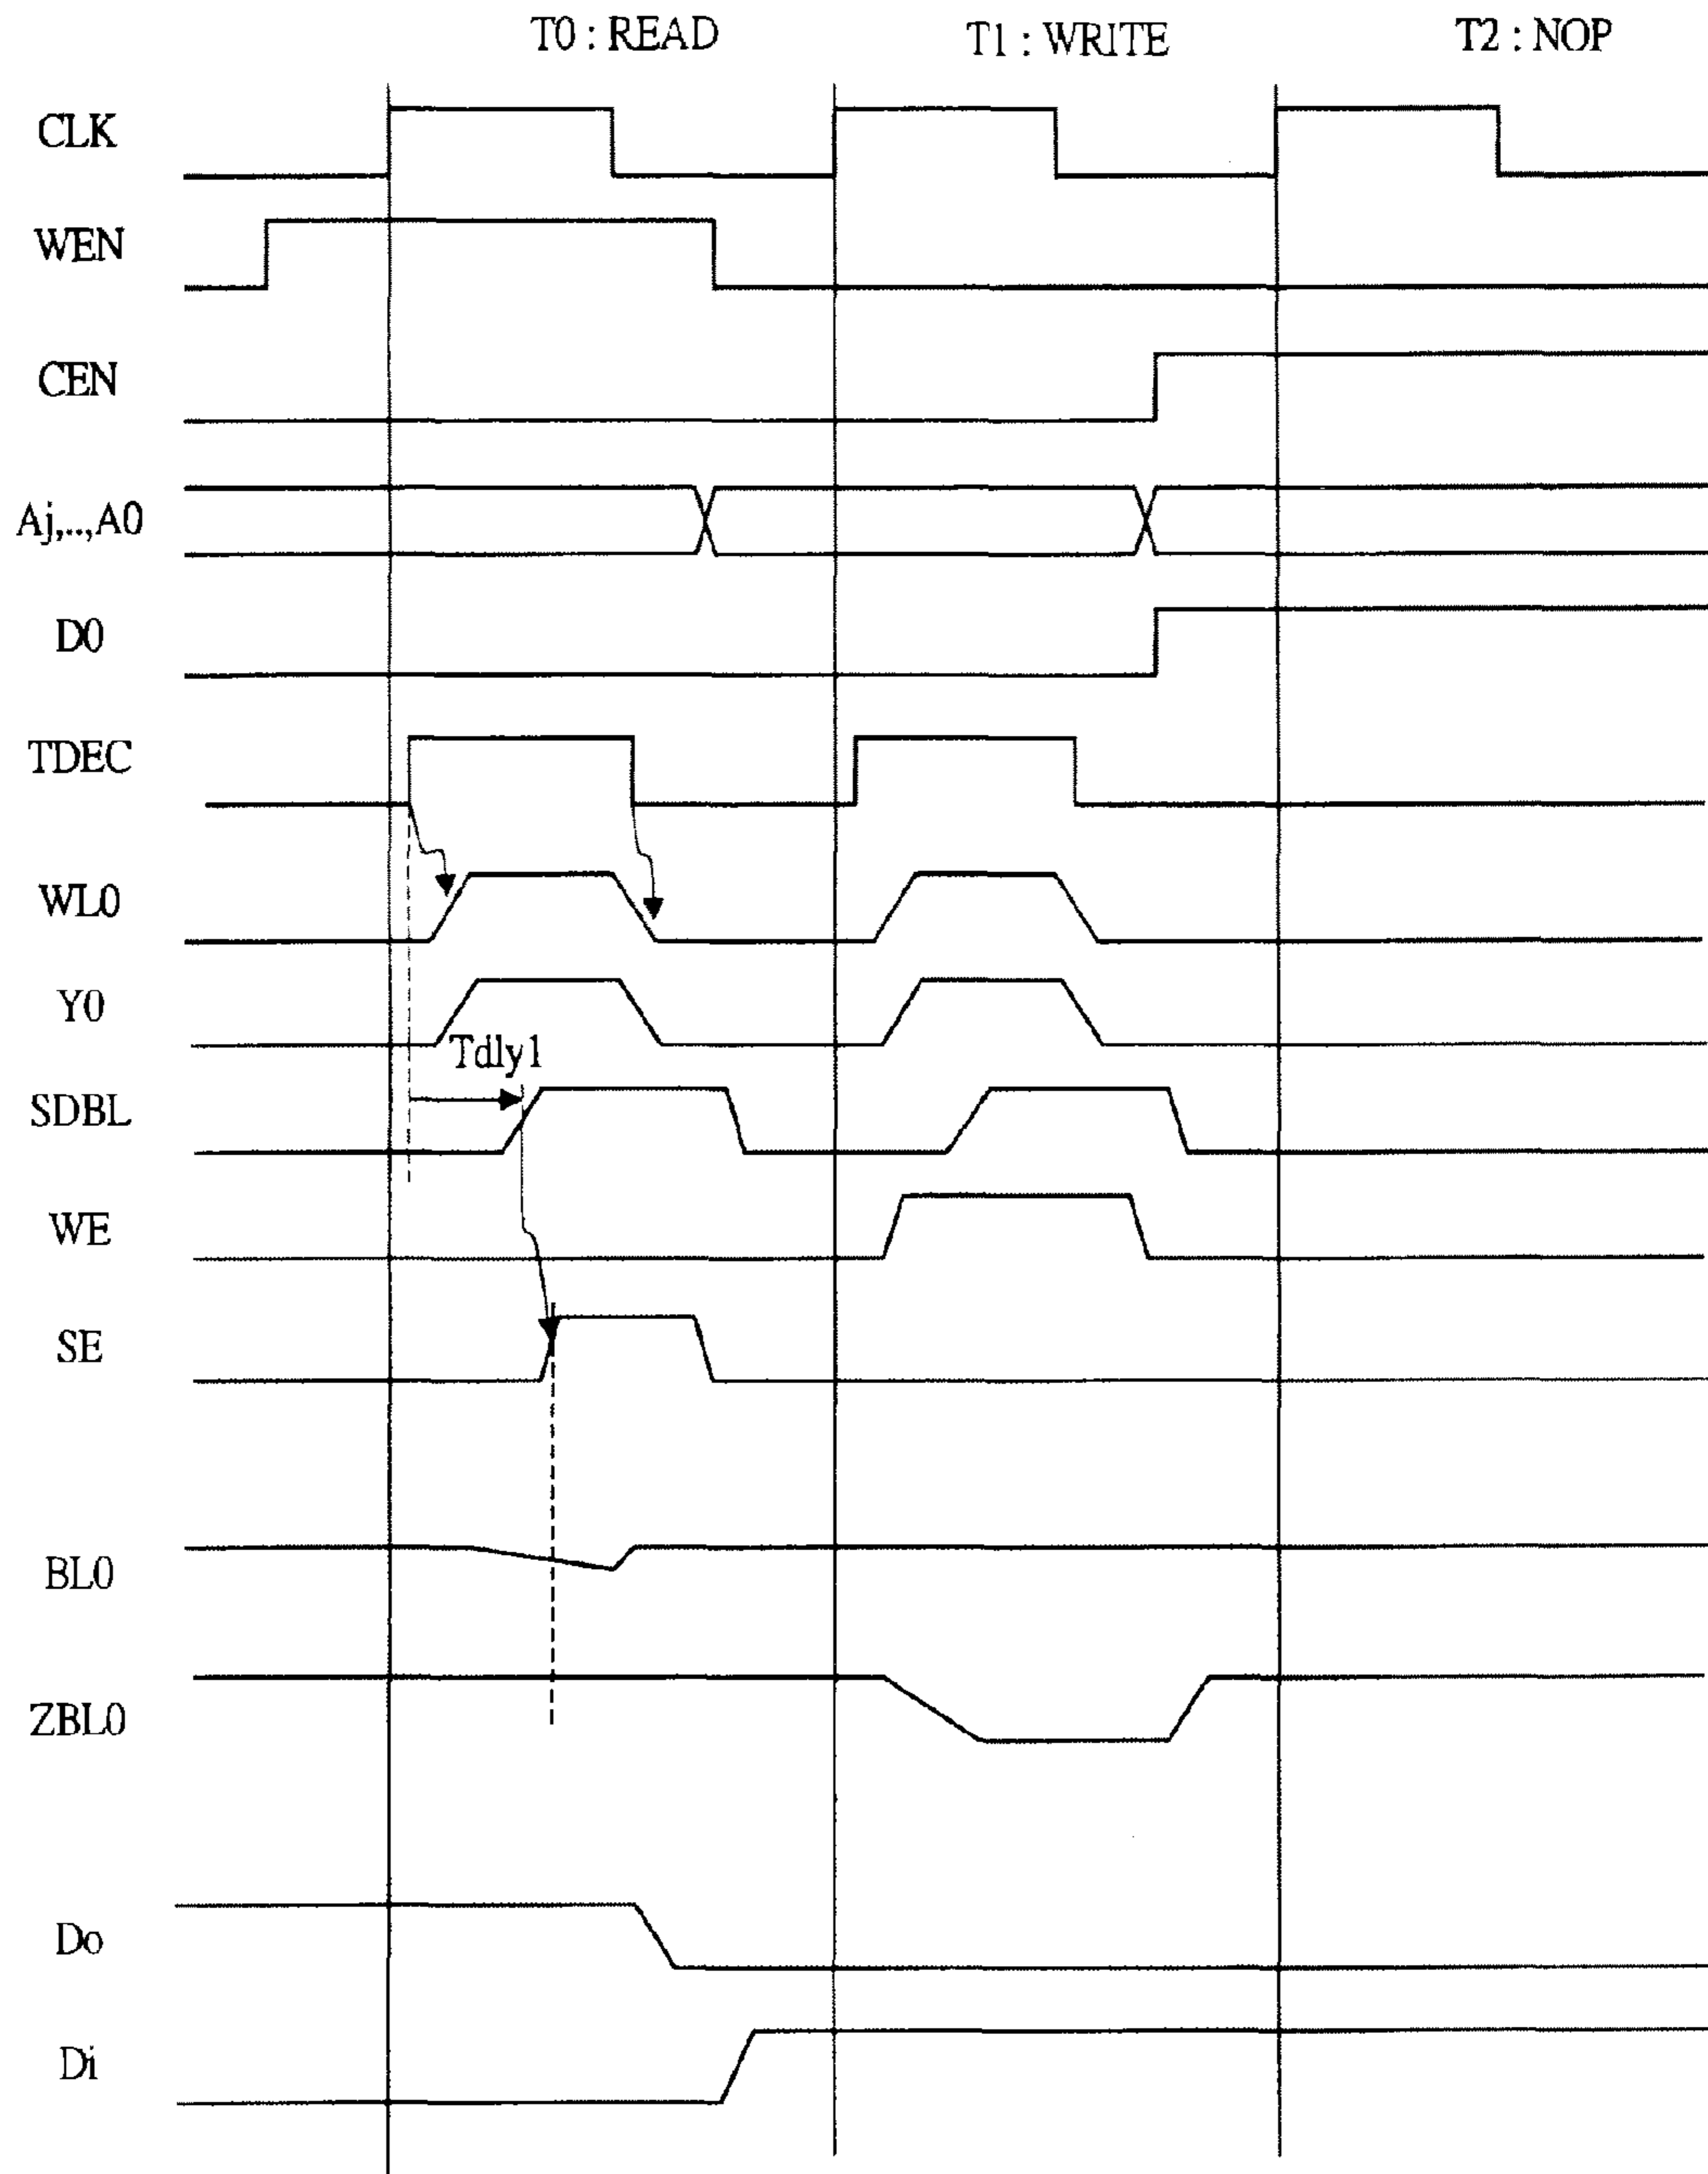 T0 : READ T1 : WRITE T2 : NOP
CLK
WEN
CEN
Aj,..,A0
D0
TDEC
WL0
Y0
Tdly1
SDBL
WE
SE
BL0
ZBL0
Do
Di